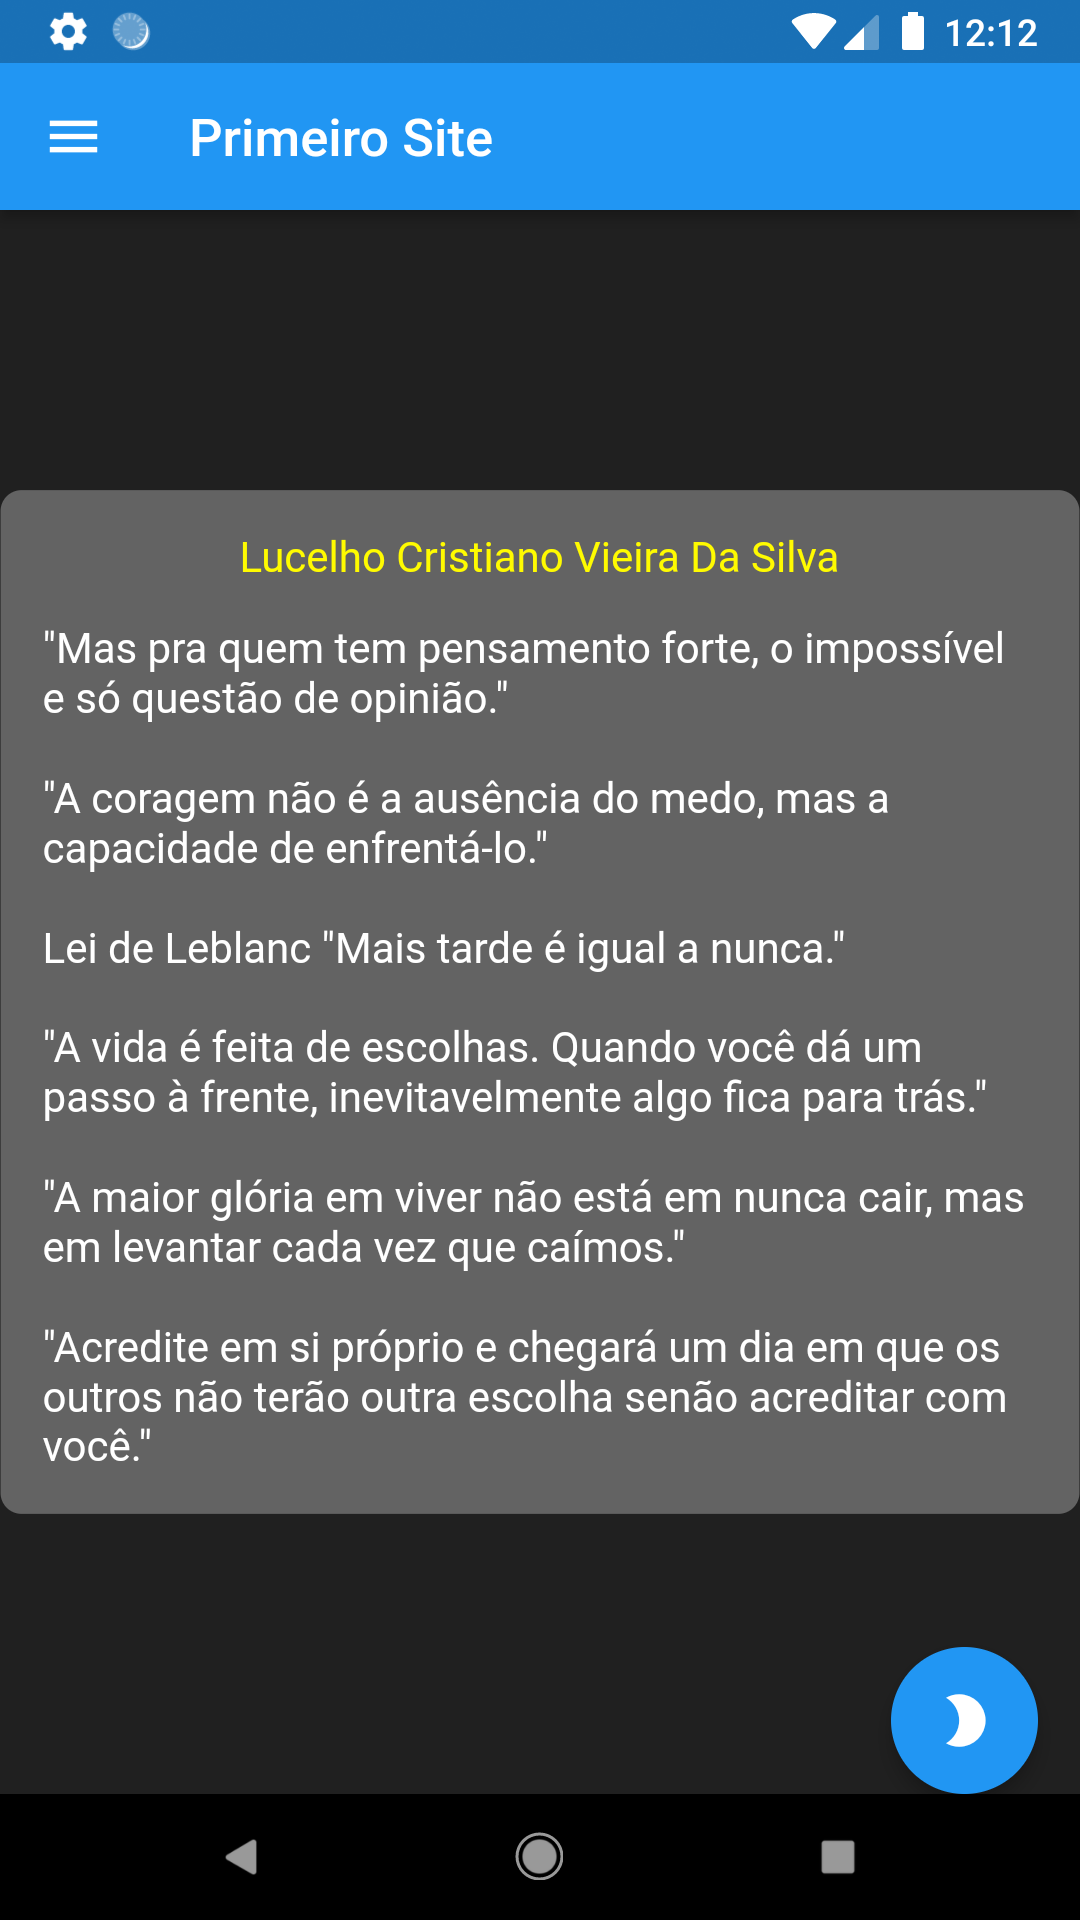 12:12
Primeiro Site
Lucelho Cristiano Vieira Da Silva
"Mas pra quem tem pensamento forte, o impossível
e só questão de opinião."
"A coragem não é a ausência do medo, mas a
capacidade de enfrentá-lo."
Lei de Leblanc "Mais tarde é igual a nunca."
"A vida é feita de escolhas. Quando você dá um
passo à frente, inevitavelmente algo fica para trás."
"A maior glória em viver não está em nunca cair, mas
em levantar cada vez que caímos."
"Acredite em si próprio e chegará um dia em que os
outros não terão outra escolha senão acreditar com
você."